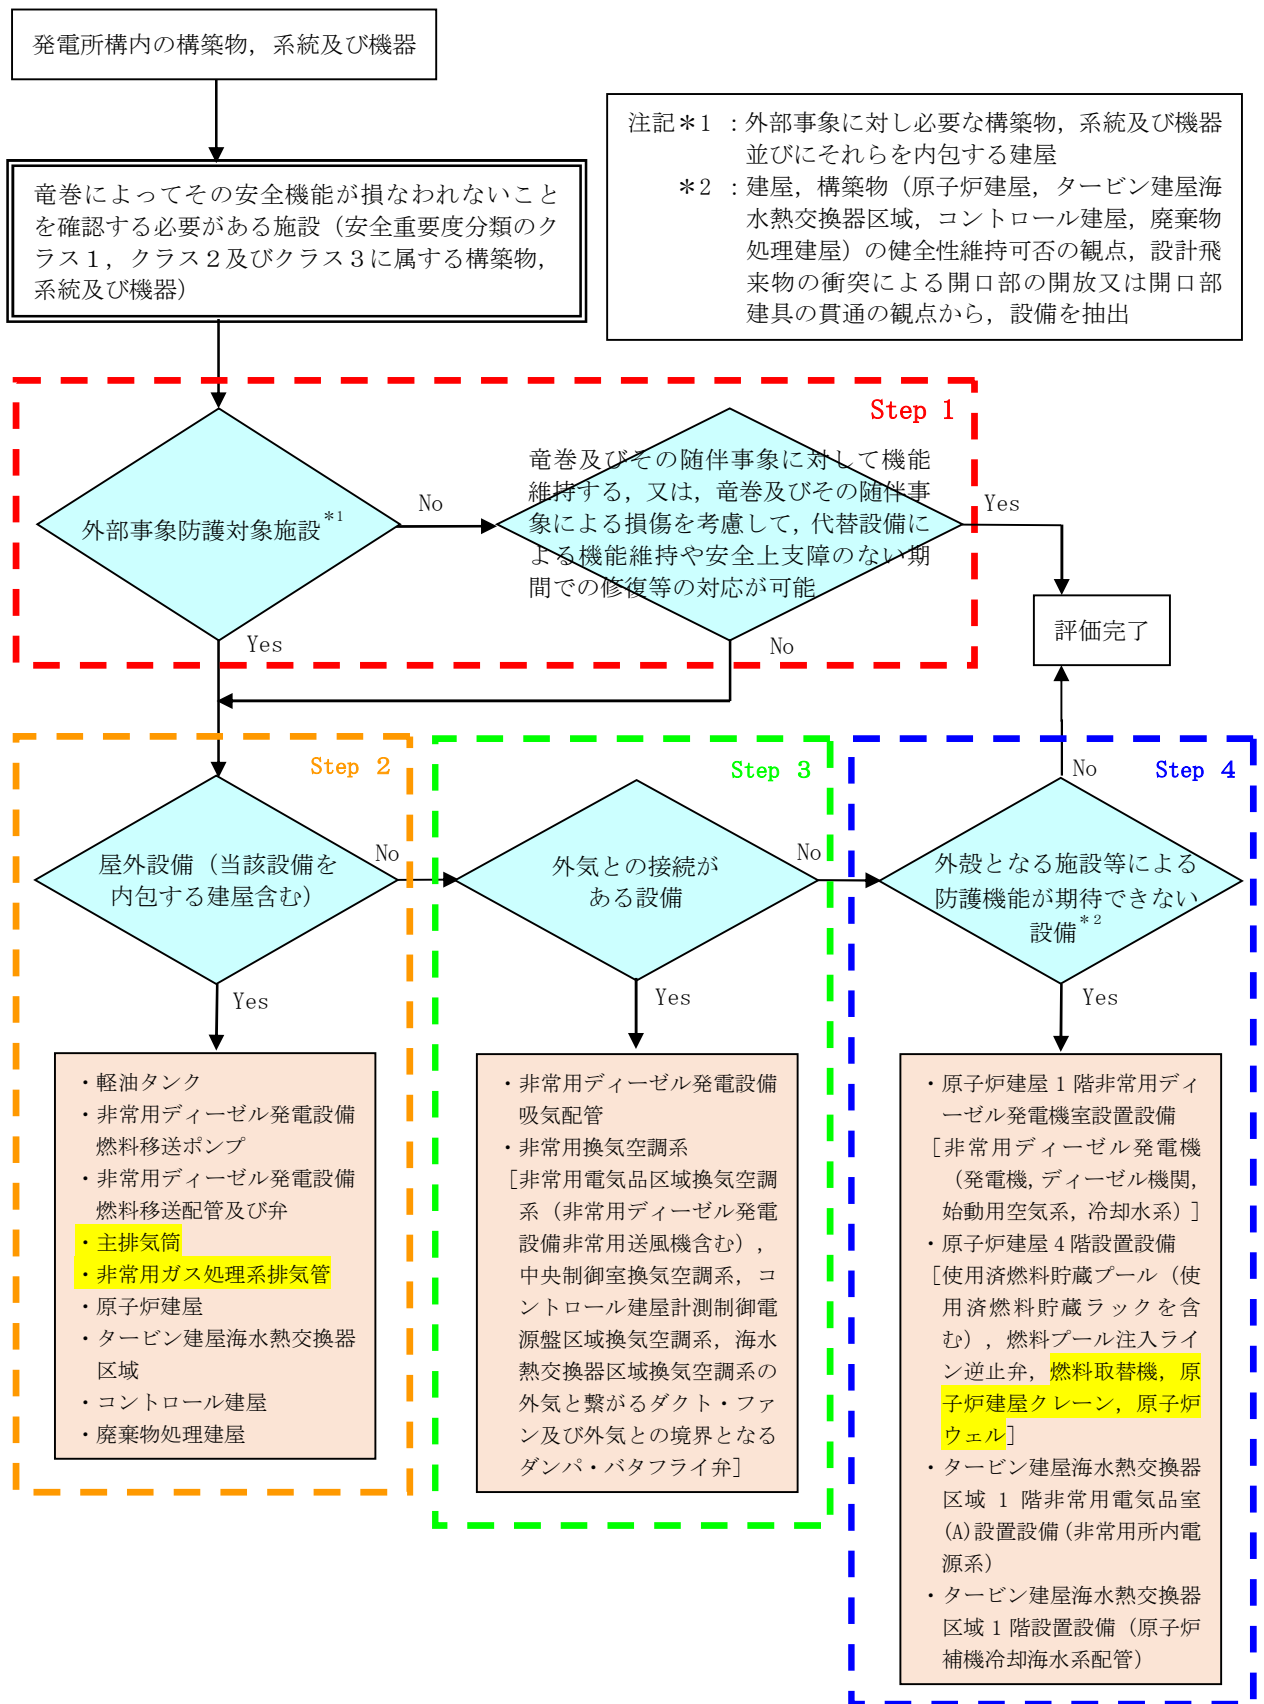 発電所構内の構築物，系統及び機器
注記＊1 ：外部事象に対し必要な構築物，系統及び機器
並びにそれらを内包する建屋
＊2 ：建屋，構築物（原子炉建屋，タービン建屋海
水熱交換器区域，コントロール建屋，廃棄物
処理建屋）の健全性維持可否の観点，設計飛
来物の衝突による開口部の開放又は開口部
建具の貫通の観点から，設備を抽出
竜巻によってその安全機能が損なわれないこと
を確認する必要がある施設（安全重要度分類のク
ラス１，クラス２及びクラス３に属する構築物，
系統及び機器）
Step 1
外部事象防護対象施設＊1
No
竜巻及びその随伴事象に対して機能
維持する，又は，竜巻及びその随伴事
象による損傷を考慮して，代替設備に
よる機能維持や安全上支障のない期
間での修復等の対応が可能
Yes
評価完了
Yes
No
Step 2
屋外設備（当該設備を
内包する建屋含む）
No
Yes
・軽油タンク
・非常用ディーゼル発電設備
燃料移送ポンプ
・非常用ディーゼル発電設備
燃料移送配管及び弁
・主排気筒
・非常用ガス処理系排気管
・原子炉建屋
・タービン建屋海水熱交換器
区域
・コントロール建屋
・廃棄物処理建屋
Step 3
外気との接続が
ある設備
No
Yes
・非常用ディーゼル発電設備
吸気配管
・非常用換気空調系
［非常用電気品区域換気空調
系（非常用ディーゼル発電
設備非常用送風機含む），
中央制御室換気空調系，コ
ントロール建屋計測制御電
源盤区域換気空調系，海水
熱交換器区域換気空調系の
外気と繋がるダクト・ファ
ン及び外気との境界となる
ダンパ・バタフライ弁］
Step 4
No
外殻となる施設等による
防護機能が期待できない
設備＊2
Yes
・原子炉建屋 1 階非常用ディ
ーゼル発電機室設置設備
［非常用ディーゼル発電機
（発電機，ディーゼル機関，
始動用空気系，冷却水系）］
・原子炉建屋 4 階設置設備
［使用済燃料貯蔵プール（使
用済燃料貯蔵ラックを含
む），燃料プール注入ライ
ン逆止弁，燃料取替機，原
子炉建屋クレーン，原子炉
ウェル］
・タービン建屋海水熱交換器
区域 1 階非常用電気品室
(A)設置設備(非常用所内電
源系）
・タービン建屋海水熱交換器
区域 1 階設置設備（原子炉
補機冷却海水系配管）